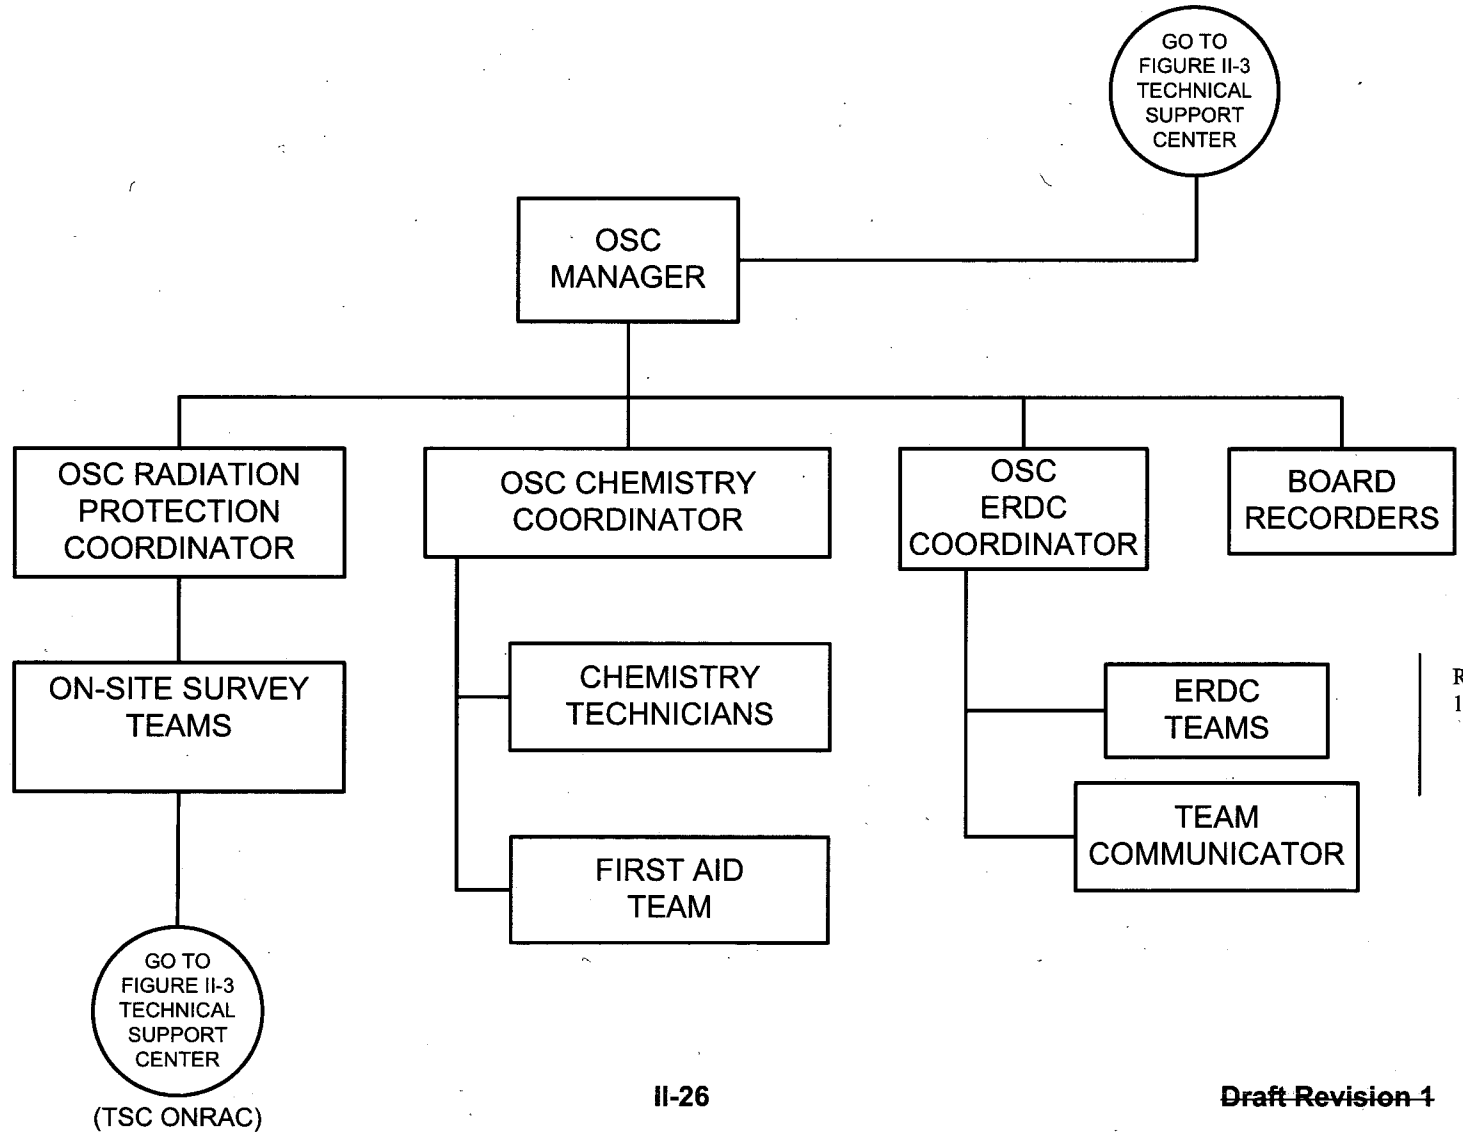 GO TO
FIGURE II-3
TECHNICAL
SUPPORT
CENTER
OSC
MANAGER
OSC RADIATION
PROTECTION
COORDINATOR
OSC CHEMISTRY
COORDINATOR
OSC
ERDC
COORDINATOR
BOARD
RECORDERS
ON-SITE SURVEY
TEAMS
CHEMISTRY
TECHNICIANS
ERDC
TEAMS
R
1
TEAM
COMMUNICATOR
FIRST AID
TEAM
GO TO
FIGURE II-3
TECHNICAL
SUPPORT
CENTER
(TSC ONRAC)
II-26
Draft Revision 1